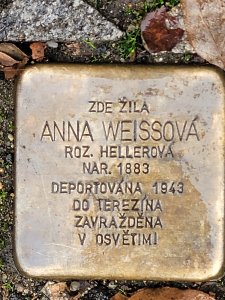 ZDE ŽILA
ANNA WEISSOVÁ
ROZ. HELLEROVÁ
NAR. 1883
DEPORTOVÁNA 1943
DO TEREZÍNA
ZAVRAŽDĚNA
V OSVĚTIMI